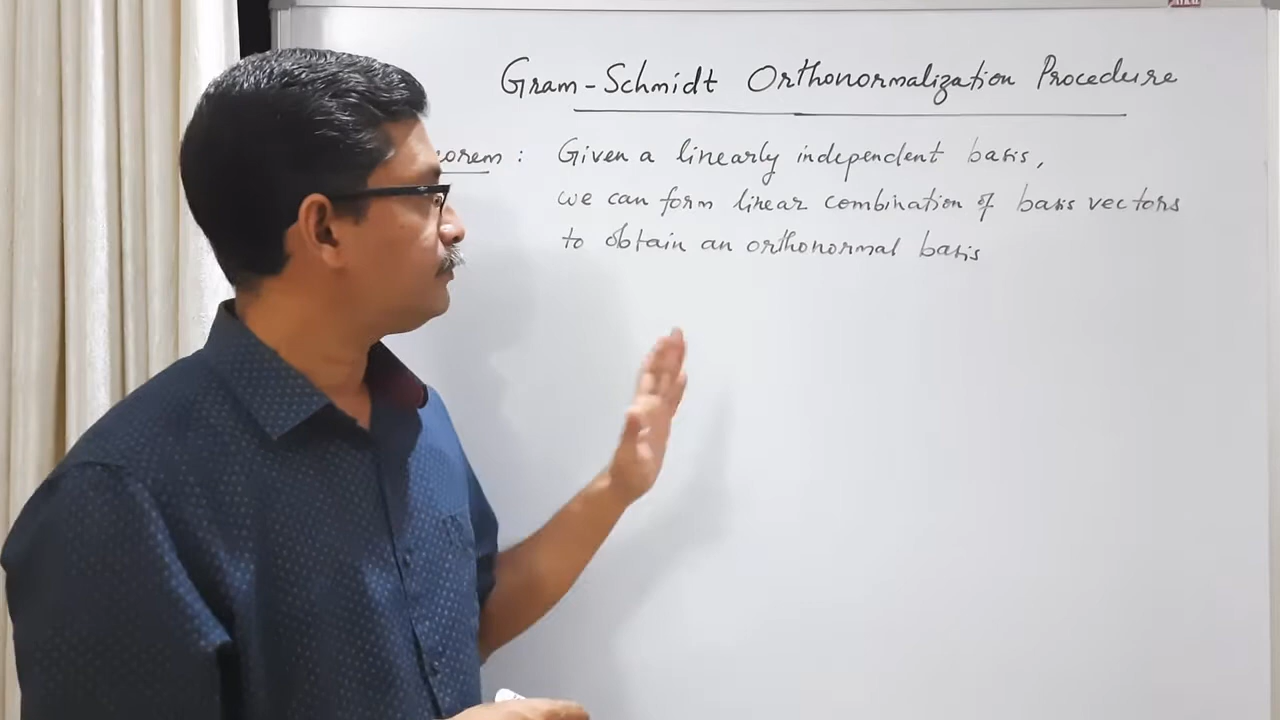 Gram-Schmidt Orthonormalization Procedure
orem : Given a linearly independent basis,
we can form linear combination of basis vectors
to obtain an orthonormal basis